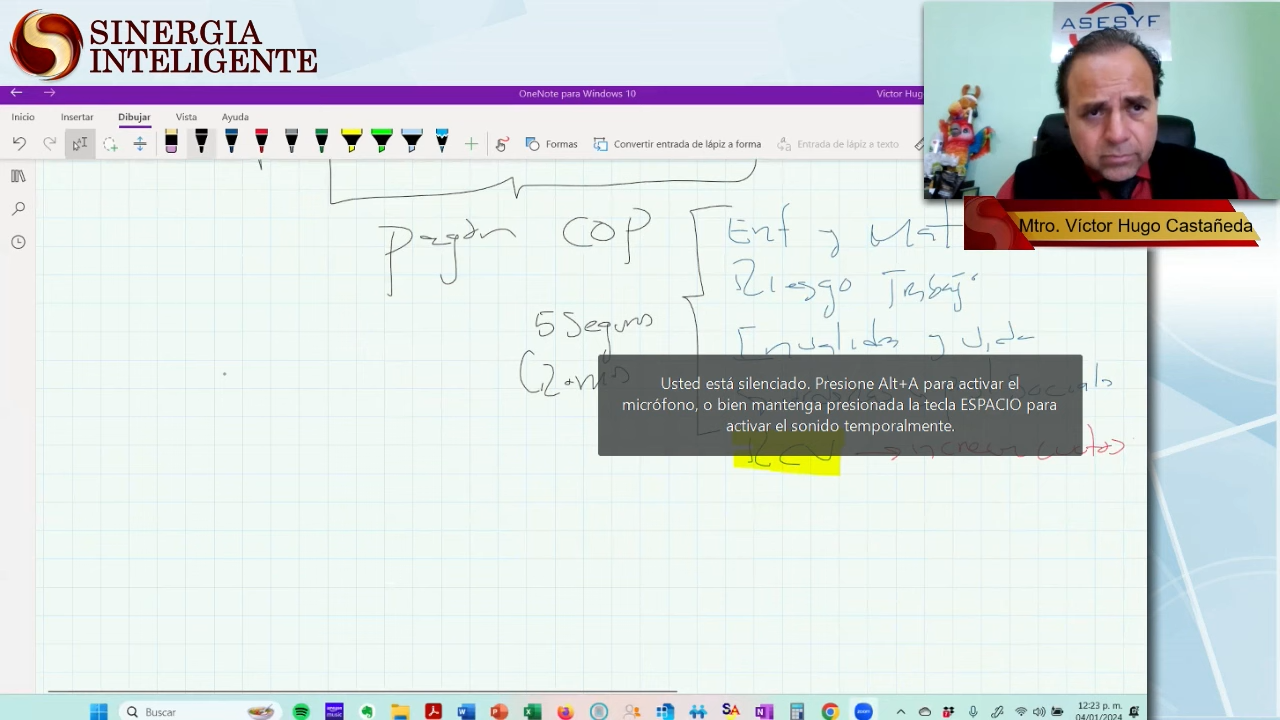 SINERGIA
INTELIGENTE
ASESYF
OneNote para Windows 10
Víctor Hug
Inicio
Insertar
Dibujar
Vista
Ayuda
Formas
Convertir entrada de lápiz a forma
Entrada de lápiz a texto
Mtro. Víctor Hugo Castañeda
pagan COP
Enf y Mat
Riesgo Trabaj
5 Seguros
Invalidez y vida
Usted está silenciado. Presione Alt+A para activar el
micrófono, o bien mantenga presionada la tecla ESPACIO para
activar el sonido temporalmente.
RCV
Buscar
12:23 p. m.
04/01/2024